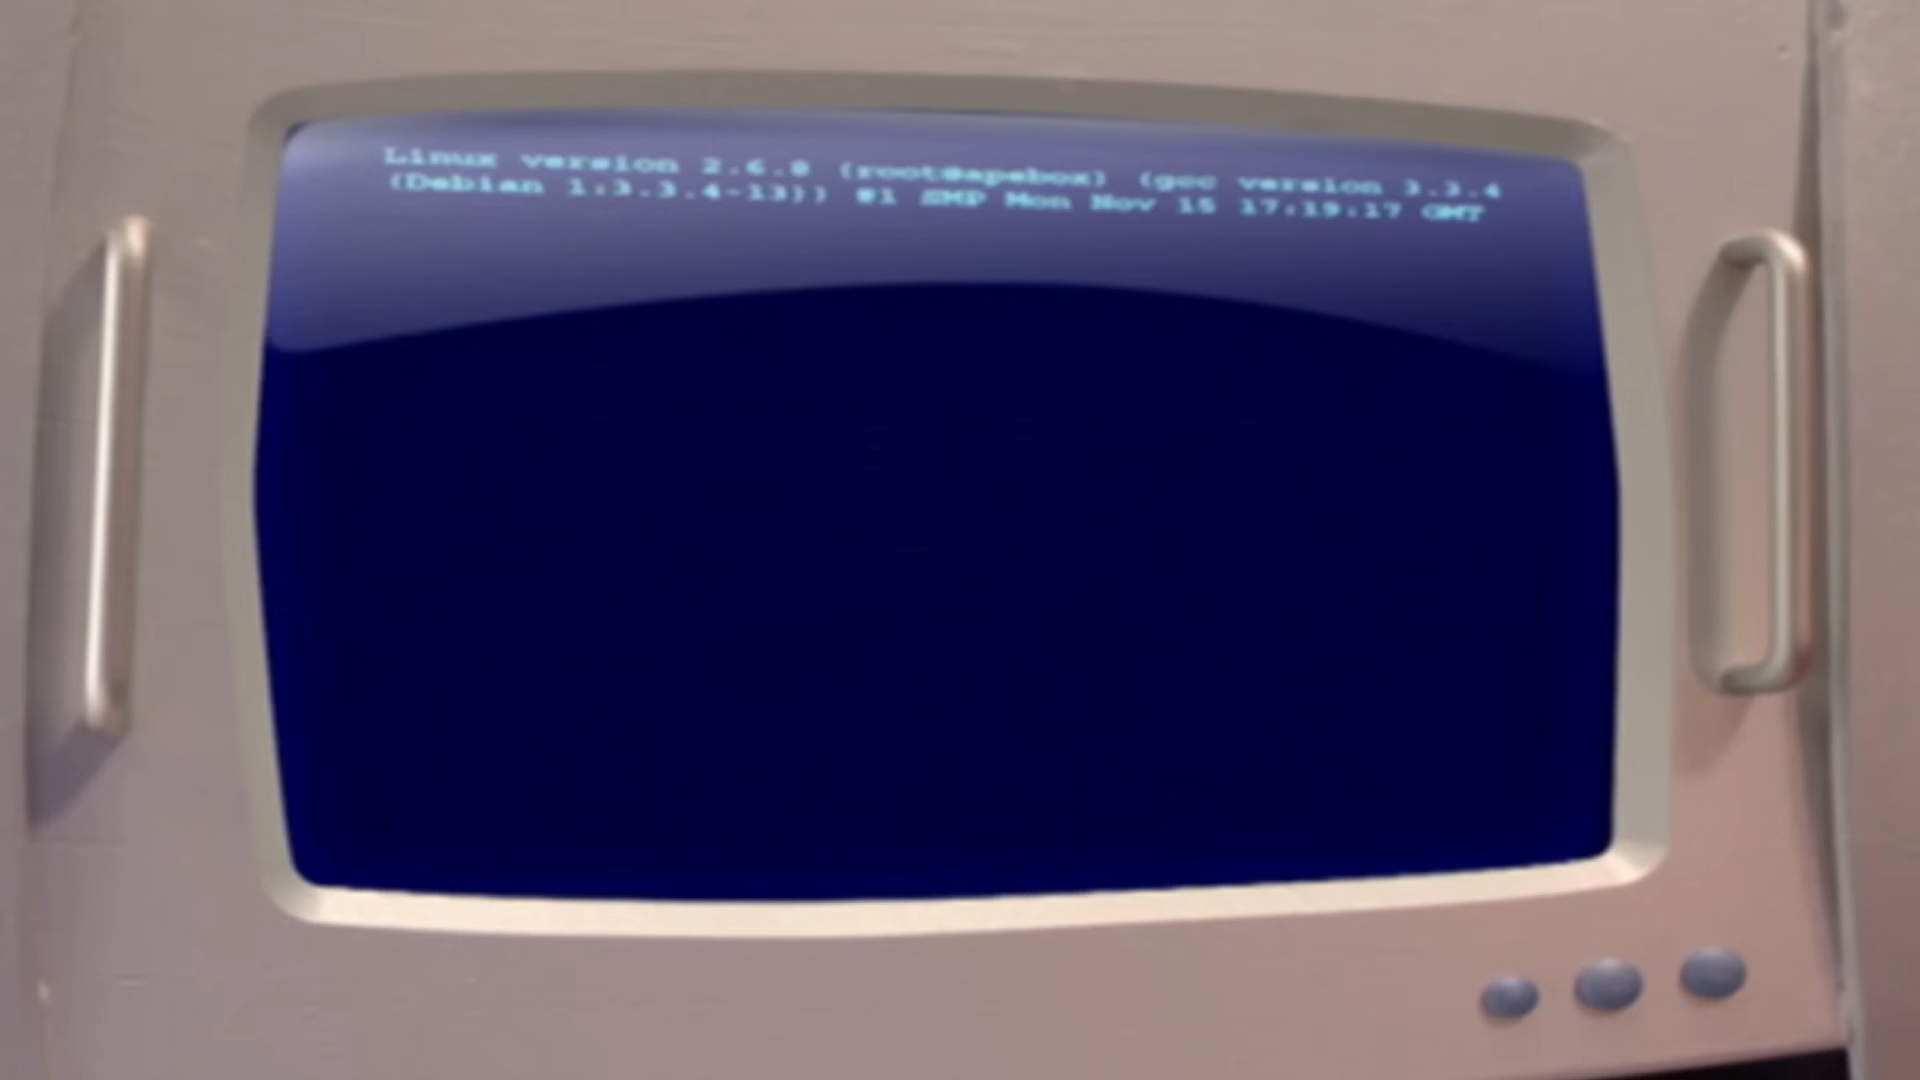 Linux version 2.6.8 (root@apebox) (gcc version 3.3.4
(Debian 1:3.3.4-13)) #1 SMP Mon Nov 15 17:19:17 GMT